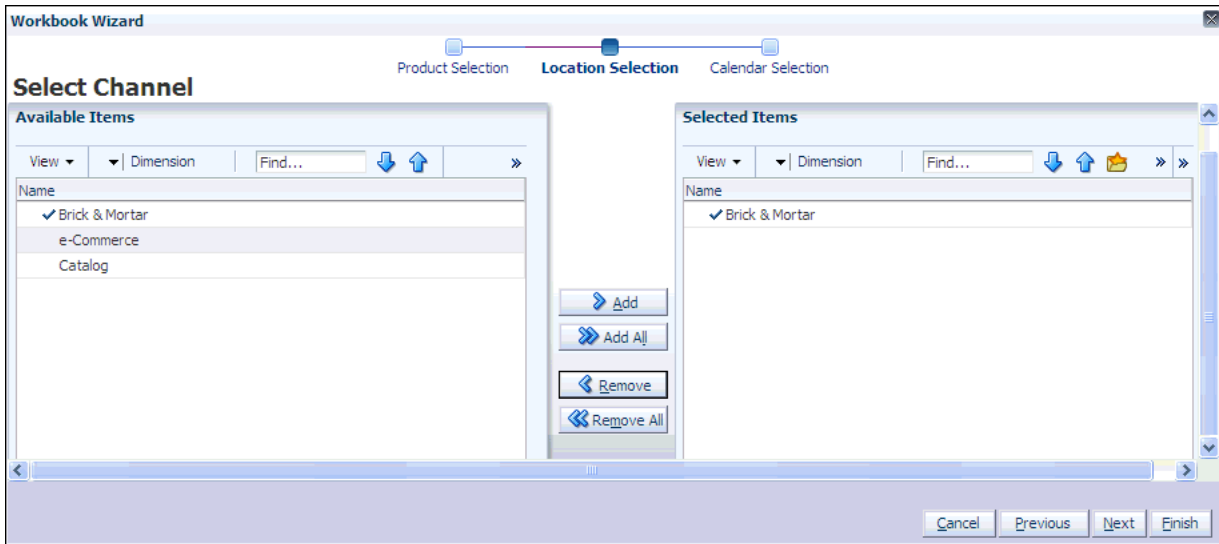 Workbook Wizard
Product Selection Location Selection Calendar Selection
Select Channel
Available Items
View Dimension Find... »
Name
Brick & Mortar
e-Commerce
Catalog
Add
Add All
Remove
Remove All
Selected Items
View Dimension Find... » »
Name
Brick & Mortar
Cancel Previous Next Finish